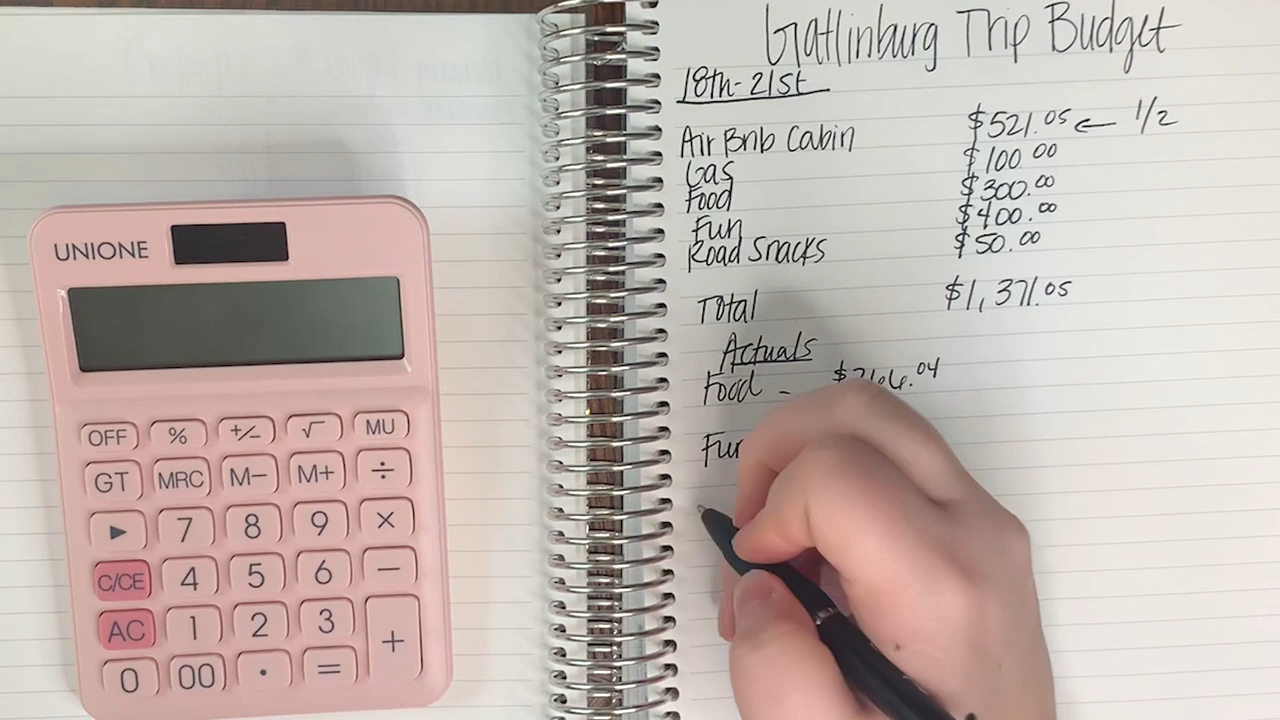 Gatlinburg Trip Budget
18th-21st
Air Bnb Cabin $521.05 ← 1/2
Gas $100.00
Food $300.00
Fun $400.00
Road Snacks $50.00
Total $1,371.05
Actuals
Food -
UNIONE
OFF % +/- √ MU
GT MRC M- M+ ÷
▶ 7 8 9 ×
C/CE 4 5 6 −
AC 1 2 3 +
0 00 . =